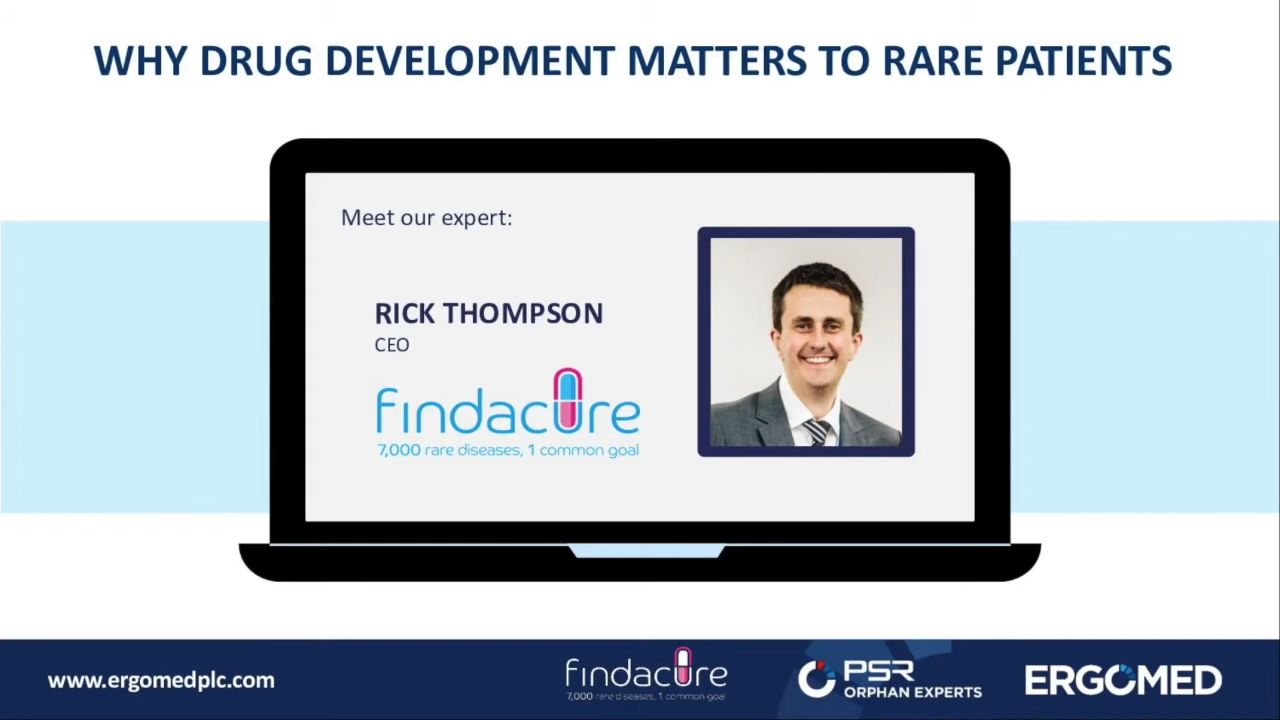 WHY DRUG DEVELOPMENT MATTERS TO RARE PATIENTS
Meet our expert:
RICK THOMPSON
CEO
findacure
7,000 rare diseases, 1 common goal
www.ergomedplc.com
findacure
7,000 rare diseases, 1 common goal
PSR
ORPHAN EXPERTS
ERGOMED